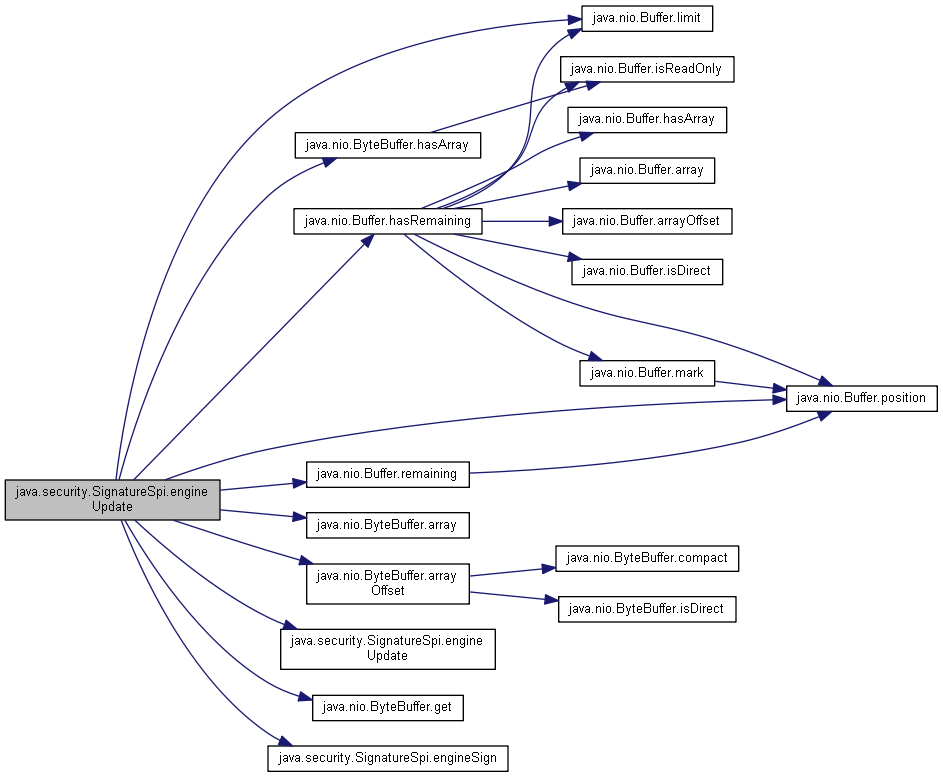 java.nio.Buffer.limit
java.nio.Buffer.isReadOnly
java.nio.Buffer.hasArray
java.nio.ByteBuffer.hasArray
java.nio.Buffer.array
java.nio.Buffer.hasRemaining
java.nio.Buffer.arrayOffset
java.nio.Buffer.isDirect
java.nio.Buffer.mark
java.nio.Buffer.position
java.nio.Buffer.remaining
java.security.SignatureSpi.engine
Update
java.nio.ByteBuffer.array
java.nio.ByteBuffer.compact
java.nio.ByteBuffer.array
Offset
java.nio.ByteBuffer.isDirect
java.security.SignatureSpi.engine
Update
java.nio.ByteBuffer.get
java.security.SignatureSpi.engineSign